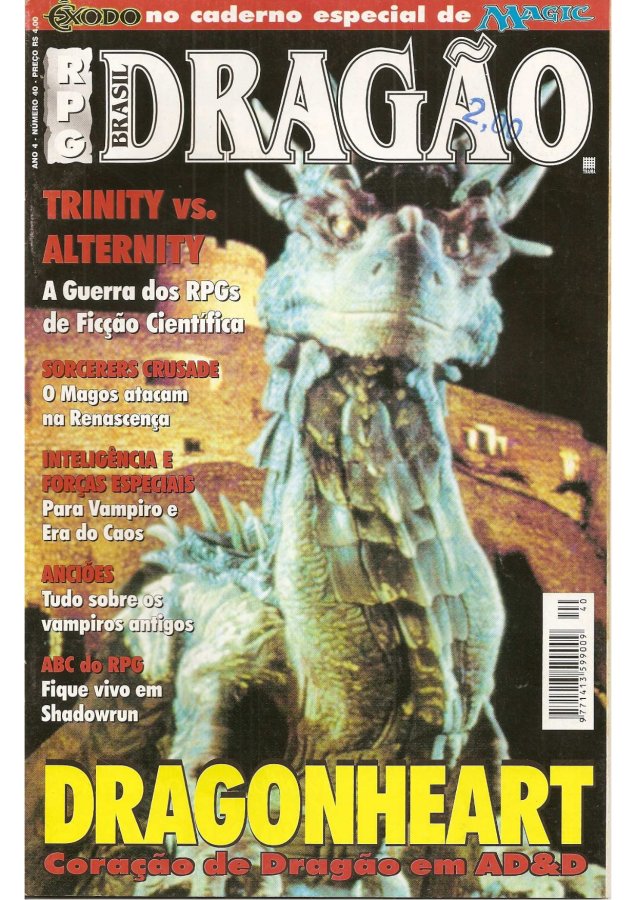 ÊXODO no caderno especial de MAGIC
ANO 4 - NÚMERO 40 - PREÇO R$ 4,00
RPG
BRASIL
DRAGÃO
2,00
TRAMA
TRINITY vs.
ALTERNITY
A Guerra dos RPGs
de Ficção Científica
SORCERERS CRUSADE
O Magos atacam
na Renascença
INTELIGÊNCIA E
FORÇAS ESPECIAIS
Para Vampiro e
Era do Caos
ANCIÕES
Tudo sobre os
vampiros antigos
ABC do RPG
Fique vivo em
Shadowrun
9 771413 599009
40
DRAGONHEART
Coração de Dragão em AD&D